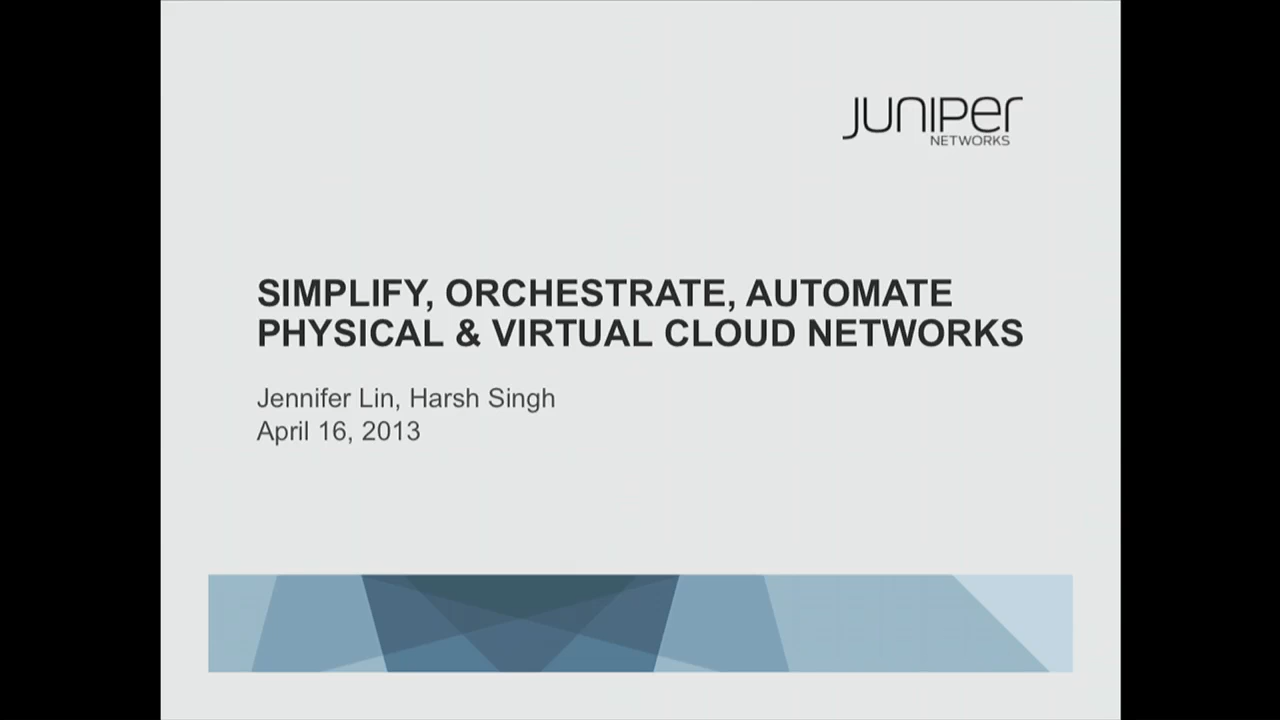 JUNIPER
NETWORKS
SIMPLIFY, ORCHESTRATE, AUTOMATE
PHYSICAL & VIRTUAL CLOUD NETWORKS
Jennifer Lin, Harsh Singh
April 16, 2013